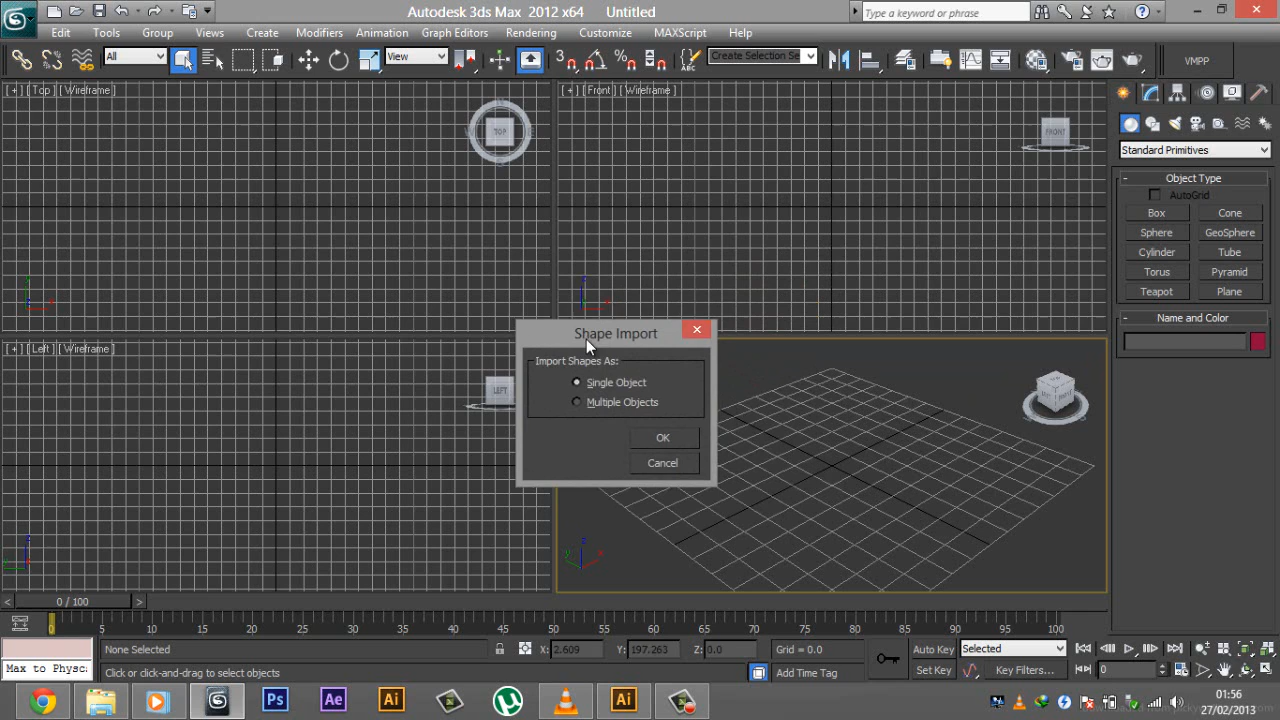 Autodesk 3ds Max 2012 x64 Untitled
Type a keyword or phrase
Edit Tools Group Views Create Modifiers Animation Graph Editors Rendering Customize MAXScript Help
All View 3 Create Selection Se VMPP
[ + ] [ Top ] [ Wireframe ]
[ + ] [ Front ] [ Wireframe ]
TOP
FRONT
Standard Primitives
- Object Type
AutoGrid
Box Cone
Sphere GeoSphere
Cylinder Tube
Torus Pyramid
Teapot Plane
- Name and Color
[ + ] [ Left ] [ Wireframe ]
LEFT
Shape Import
Import Shapes As:
Single Object
Multiple Objects
OK
Cancel
z
y x
< 0 / 100 >
0 5 10 15 20 25 30 35 40 45 50 55 60 65 70 75 80 85 90 95 100
None Selected X: 2.609 Y: 197.263 Z: 0.0 Grid = 0.0 Auto Key Selected
Max to Physc Click or click-and-drag to select objects Add Time Tag Set Key Key Filters... 0
Ps Ae Ai Ai
01:56
27/02/2013